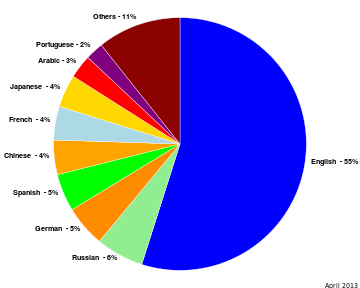 Others - 11%
Portuguese - 2%
Arabic - 3%
Japanese - 4%
French - 4%
Chinese - 4%
Spanish - 5%
German - 5%
Russian - 6%
English - 55%
April 2013